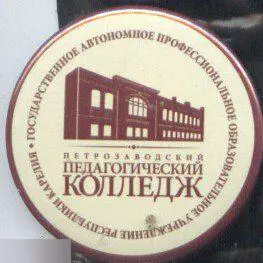 • ГОСУДАРСТВЕННОЕ АВТОНОМНОЕ ПРОФЕССИОНАЛЬНОЕ ОБРАЗОВАТЕЛЬНОЕ УЧРЕЖДЕНИЕ РЕСПУБЛИКИ КАРЕЛИЯ
ПЕТРОЗАВОДСКИЙ
ПЕДАГОГИЧЕСКИЙ
КОЛЛЕДЖ